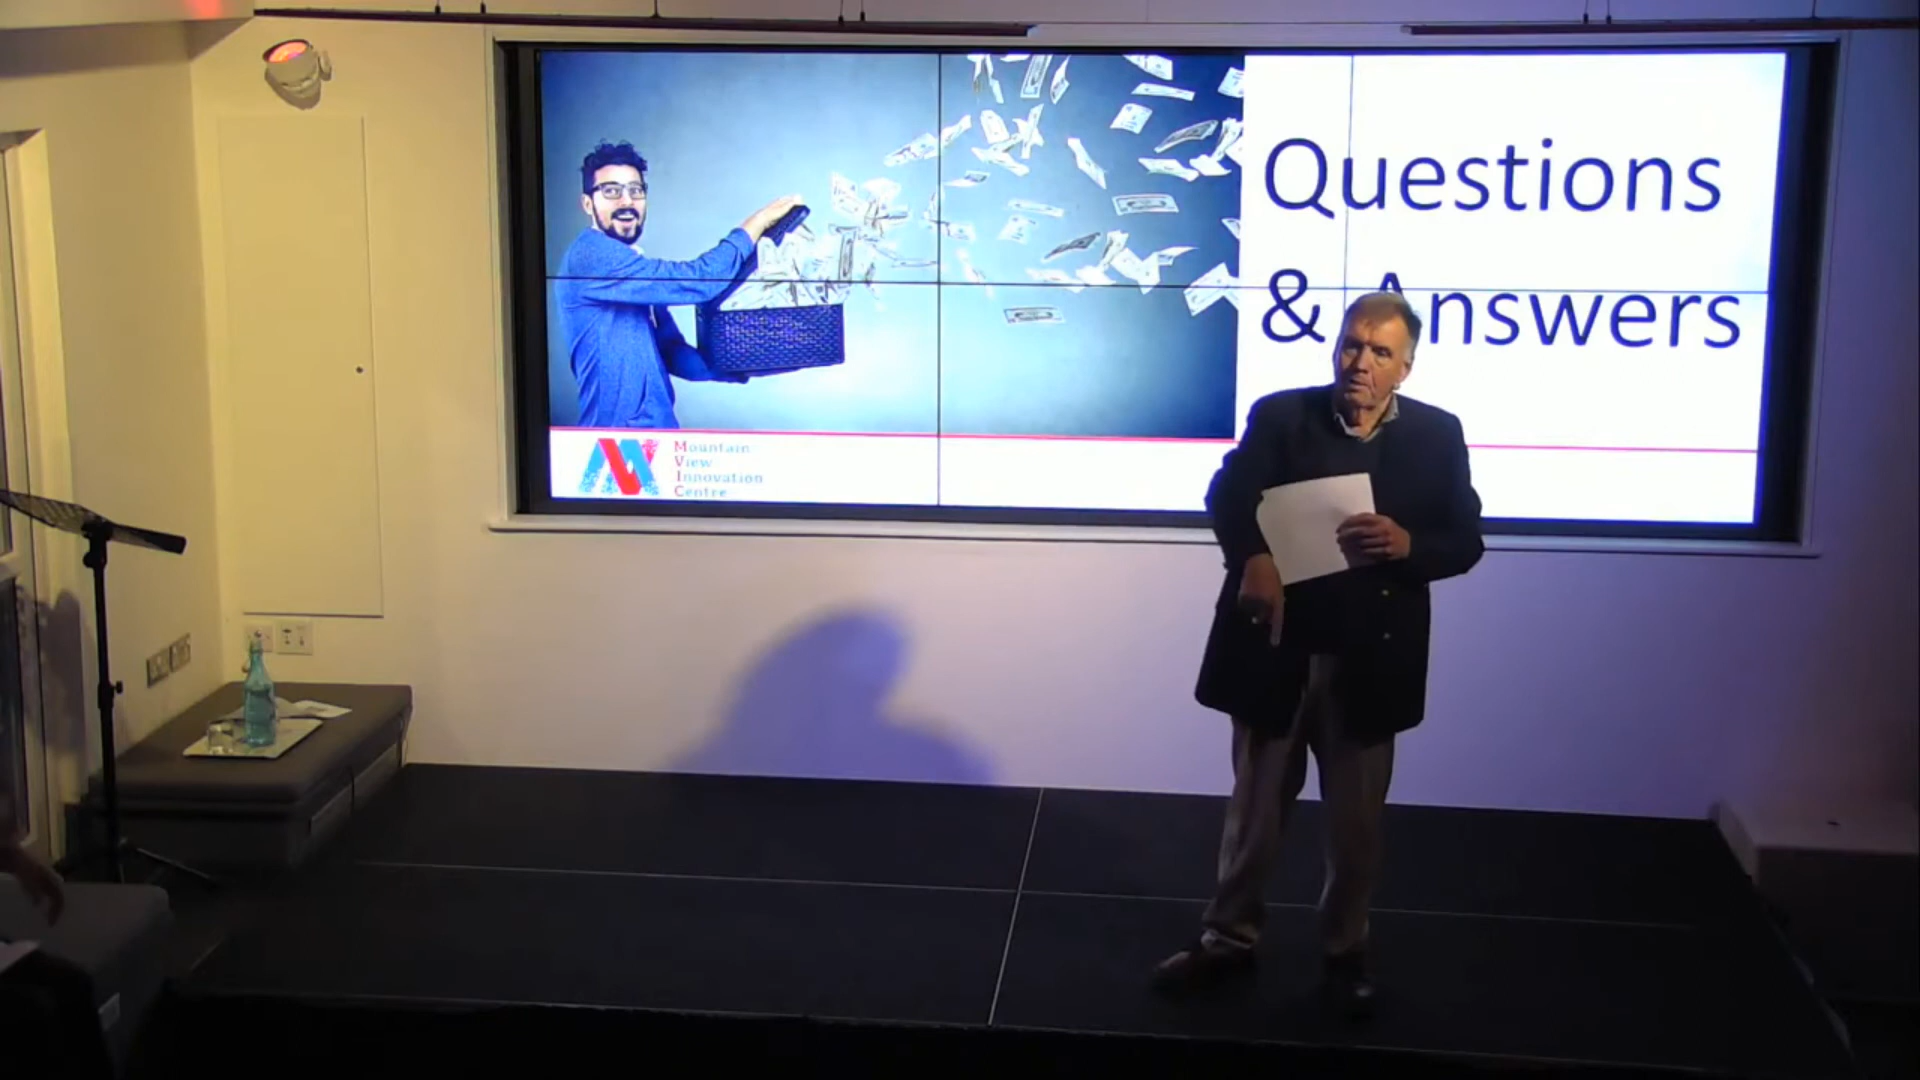 Questions
& Answers
Mountain
View
Innovation
Centre